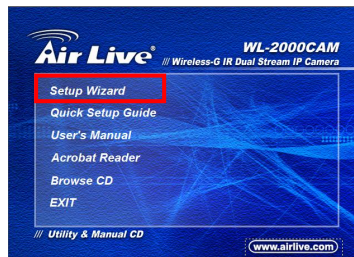 Air Live®
WL-2000CAM
/// Wireless-G IR Dual Stream IP Camera
Setup Wizard
Quick Setup Guide
User's Manual
Acrobat Reader
Browse CD
EXIT
/// Utility & Manual CD
www.airlive.com